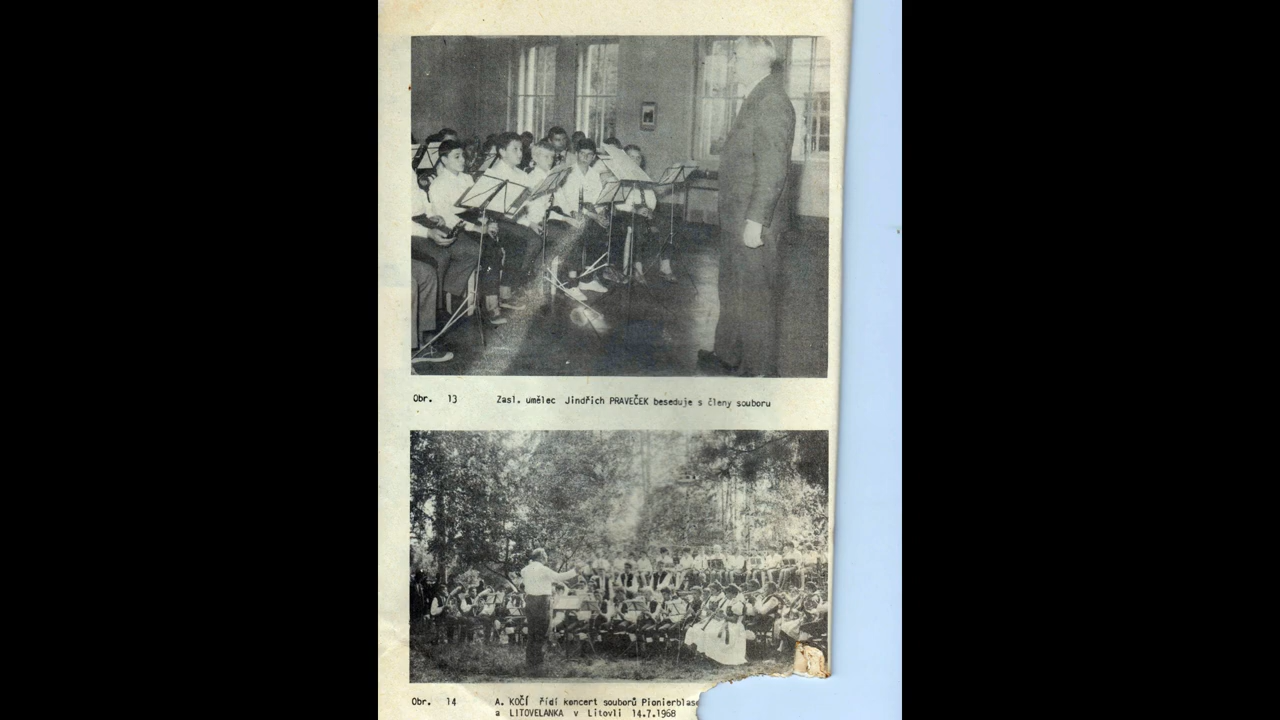 Obr. 13 Zasl. umělec Jindřich PRAVEČEK beseduje s členy souboru
Obr. 14 A. KOČÍ řídí koncert souborů Pionierblase
a LITOVELANKA v Litovli 14.7.1968